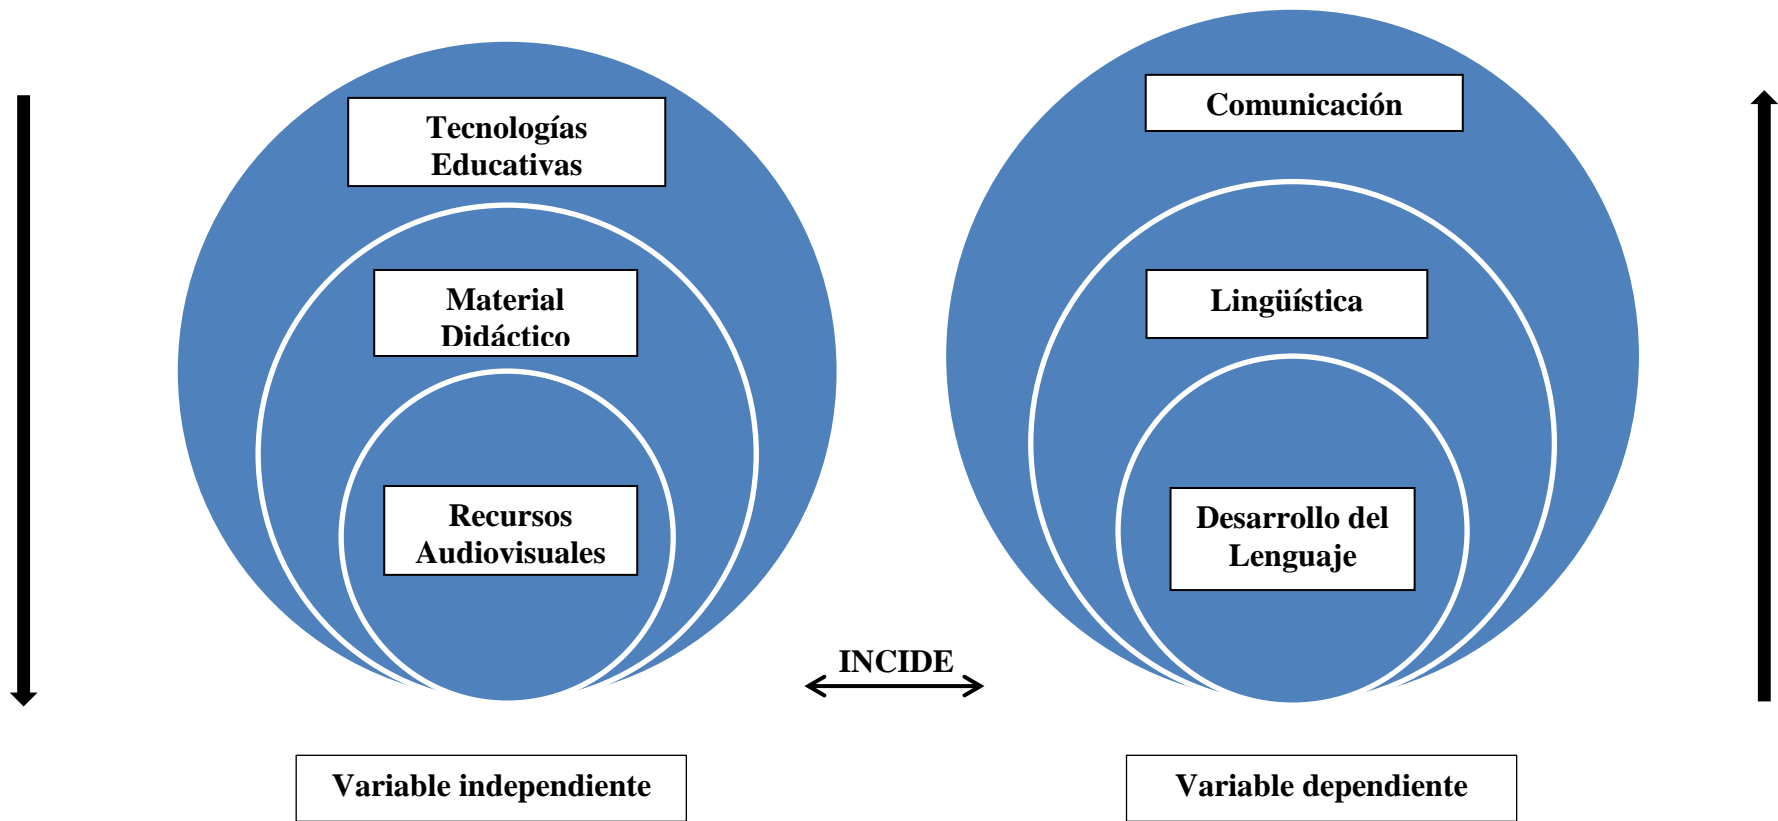 Tecnologías
Educativas
Material
Didáctico
Recursos
Audiovisuales
Variable independiente
INCIDE
Comunicación
Lingüística
Desarrollo del
Lenguaje
Variable dependiente